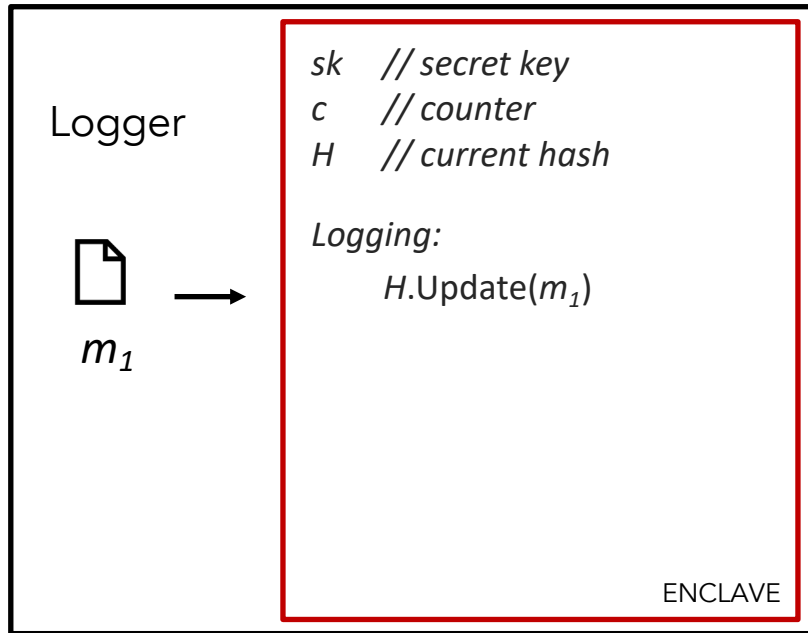 Logger
m₁
sk // secret key
c // counter
H // current hash
Logging:
H.Update(m₁)
ENCLAVE